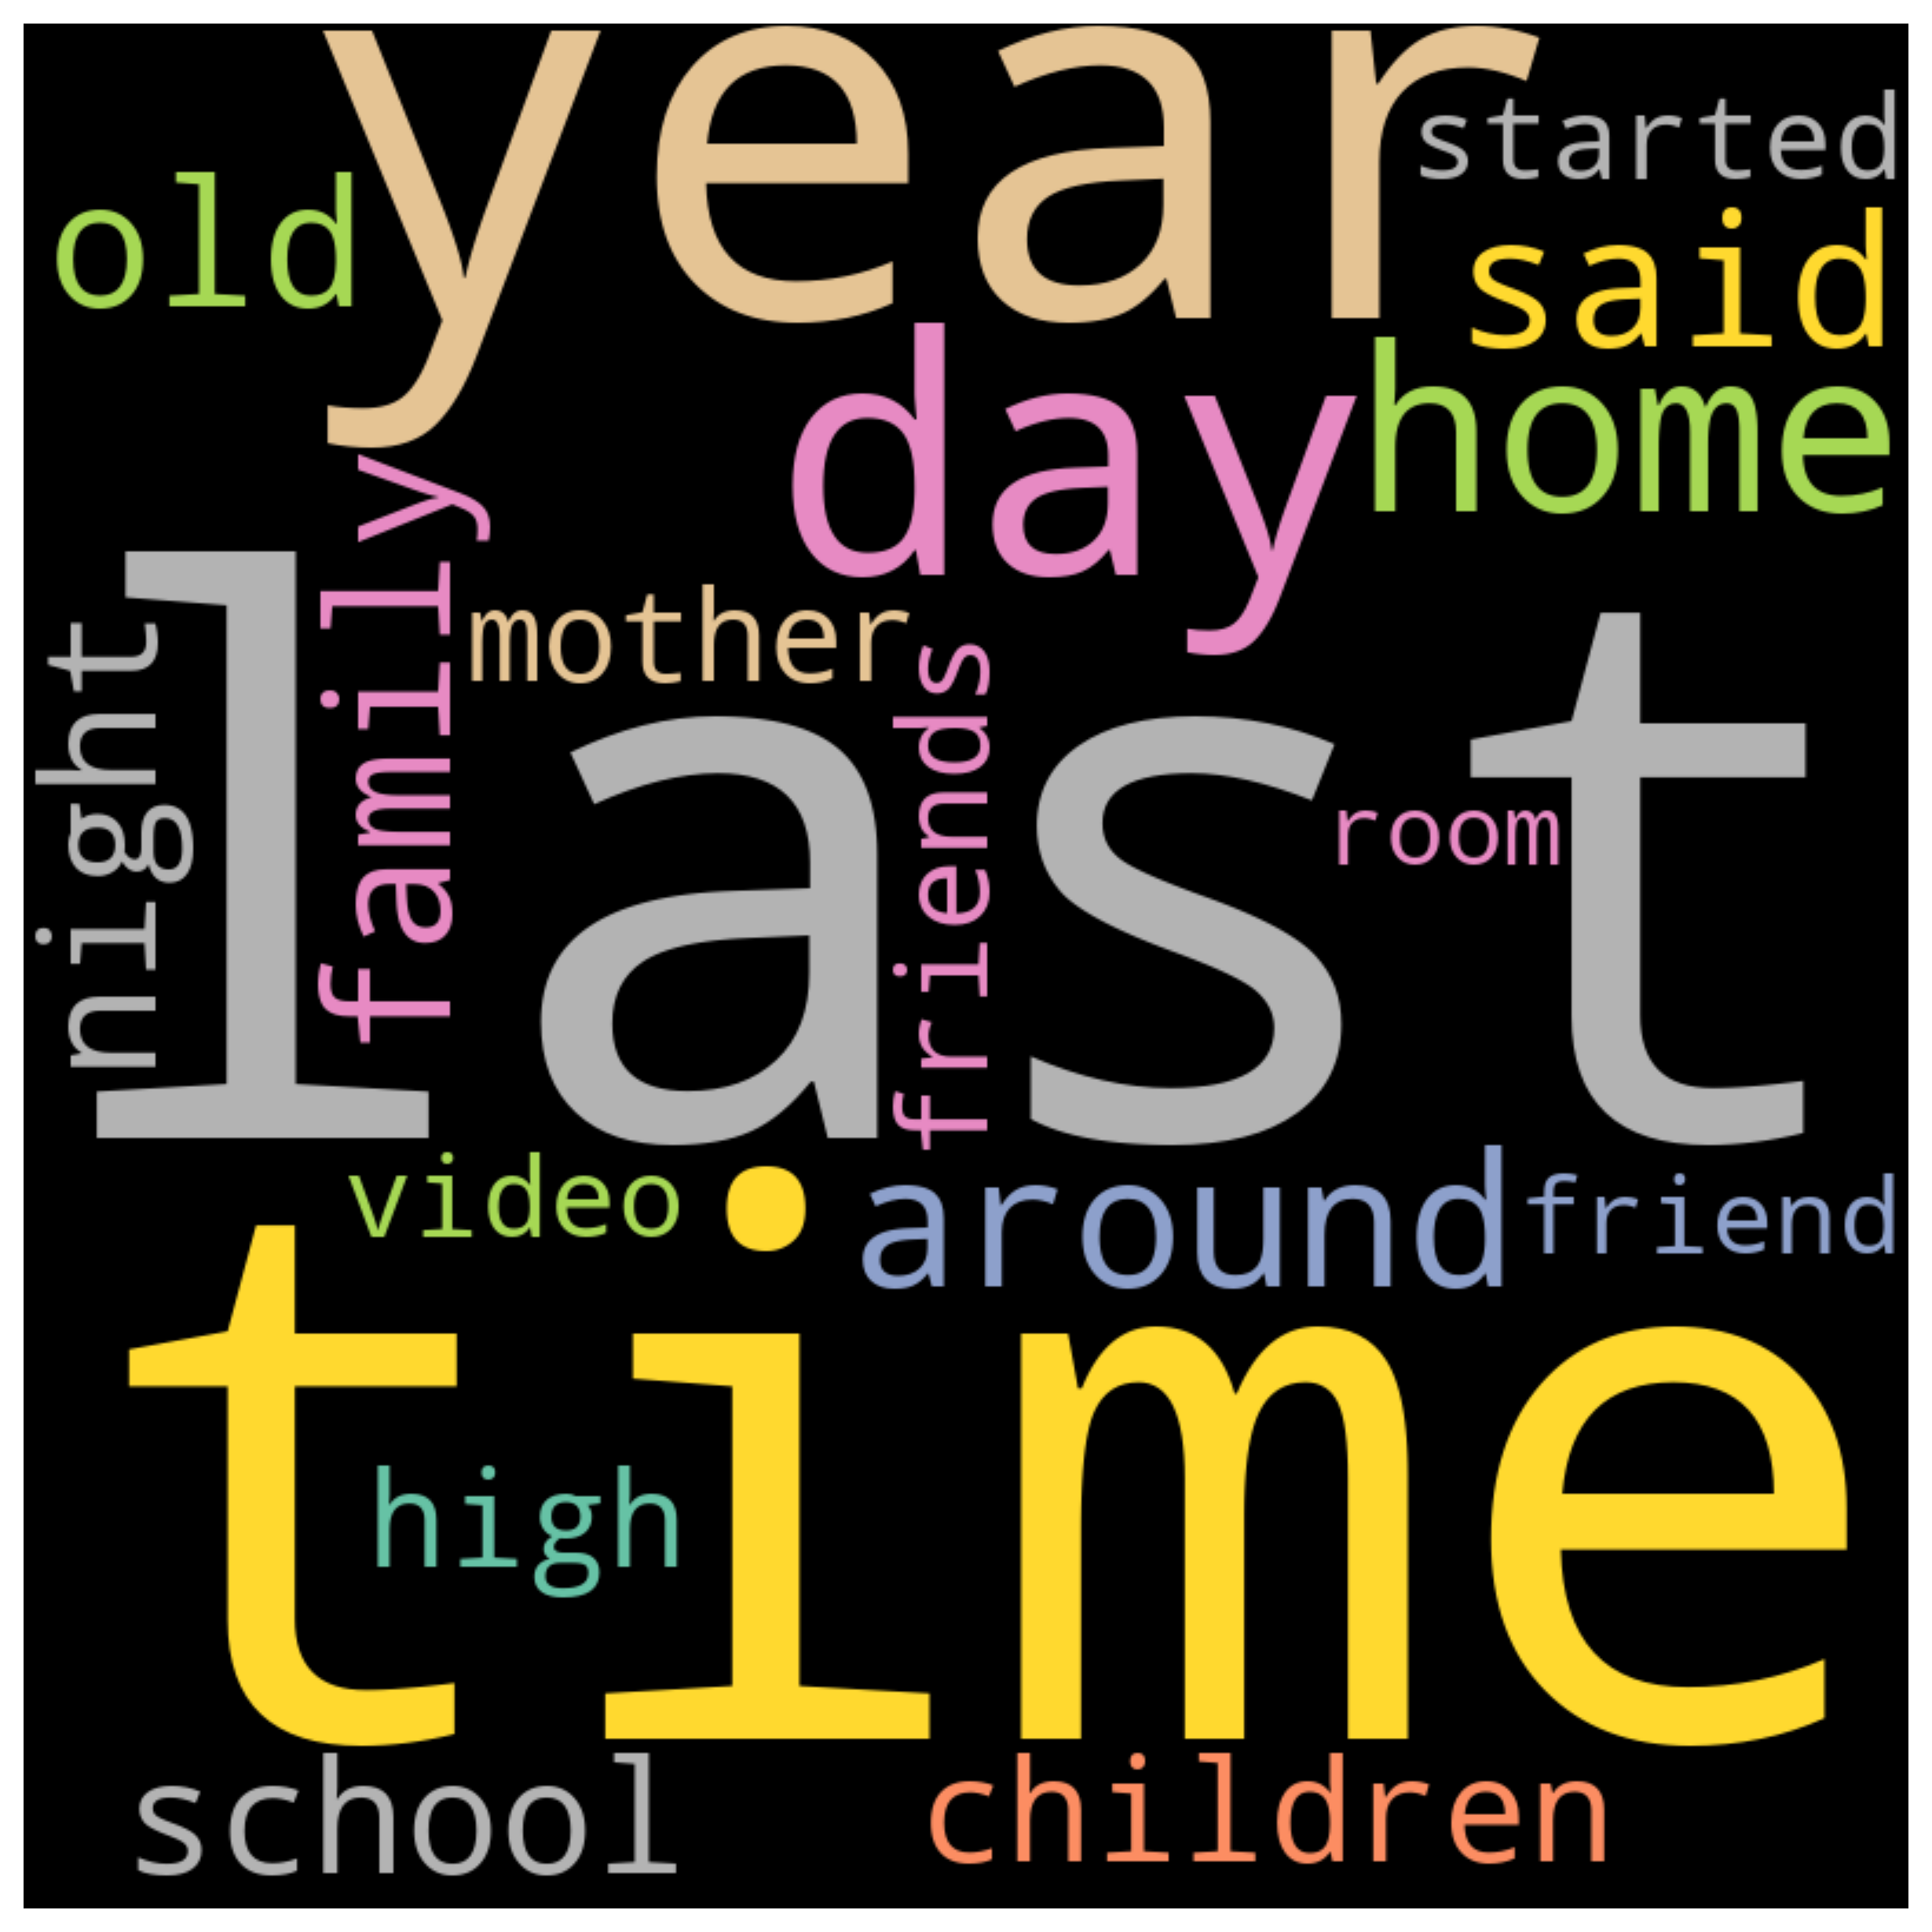 year
started
old
said
day
home
family
mother
night
last
friends
room
video
around
friend
time
high
school
children